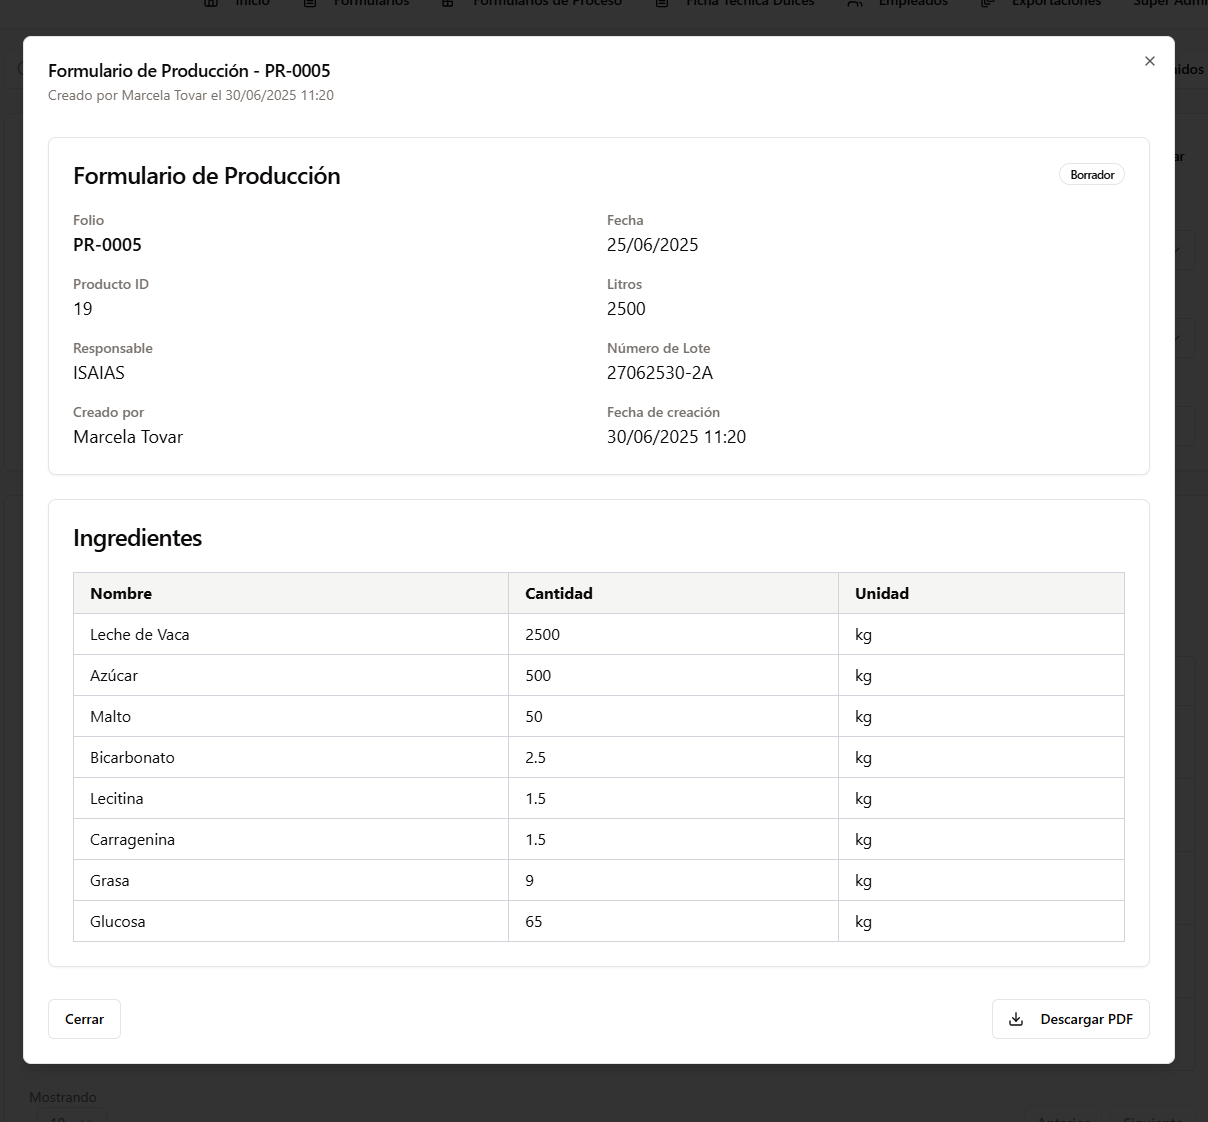 Inicio Formularios Formularios de Proceso Ficha Técnica Dulces Empleados Exportaciones
Formulario de Producción - PR-0005
Creado por Marcela Tovar el 30/06/2025 11:20
Formulario de Producción
Borrador
Folio
PR-0005
Fecha
25/06/2025
Producto ID
19
Litros
2500
Responsable
ISAIAS
Número de Lote
27062530-2A
Creado por
Marcela Tovar
Fecha de creación
30/06/2025 11:20
Ingredientes
Nombre Cantidad Unidad
Leche de Vaca 2500 kg
Azúcar 500 kg
Malto 50 kg
Bicarbonato 2.5 kg
Lecitina 1.5 kg
Carragenina 1.5 kg
Grasa 9 kg
Glucosa 65 kg
Cerrar
Descargar PDF
Mostrando